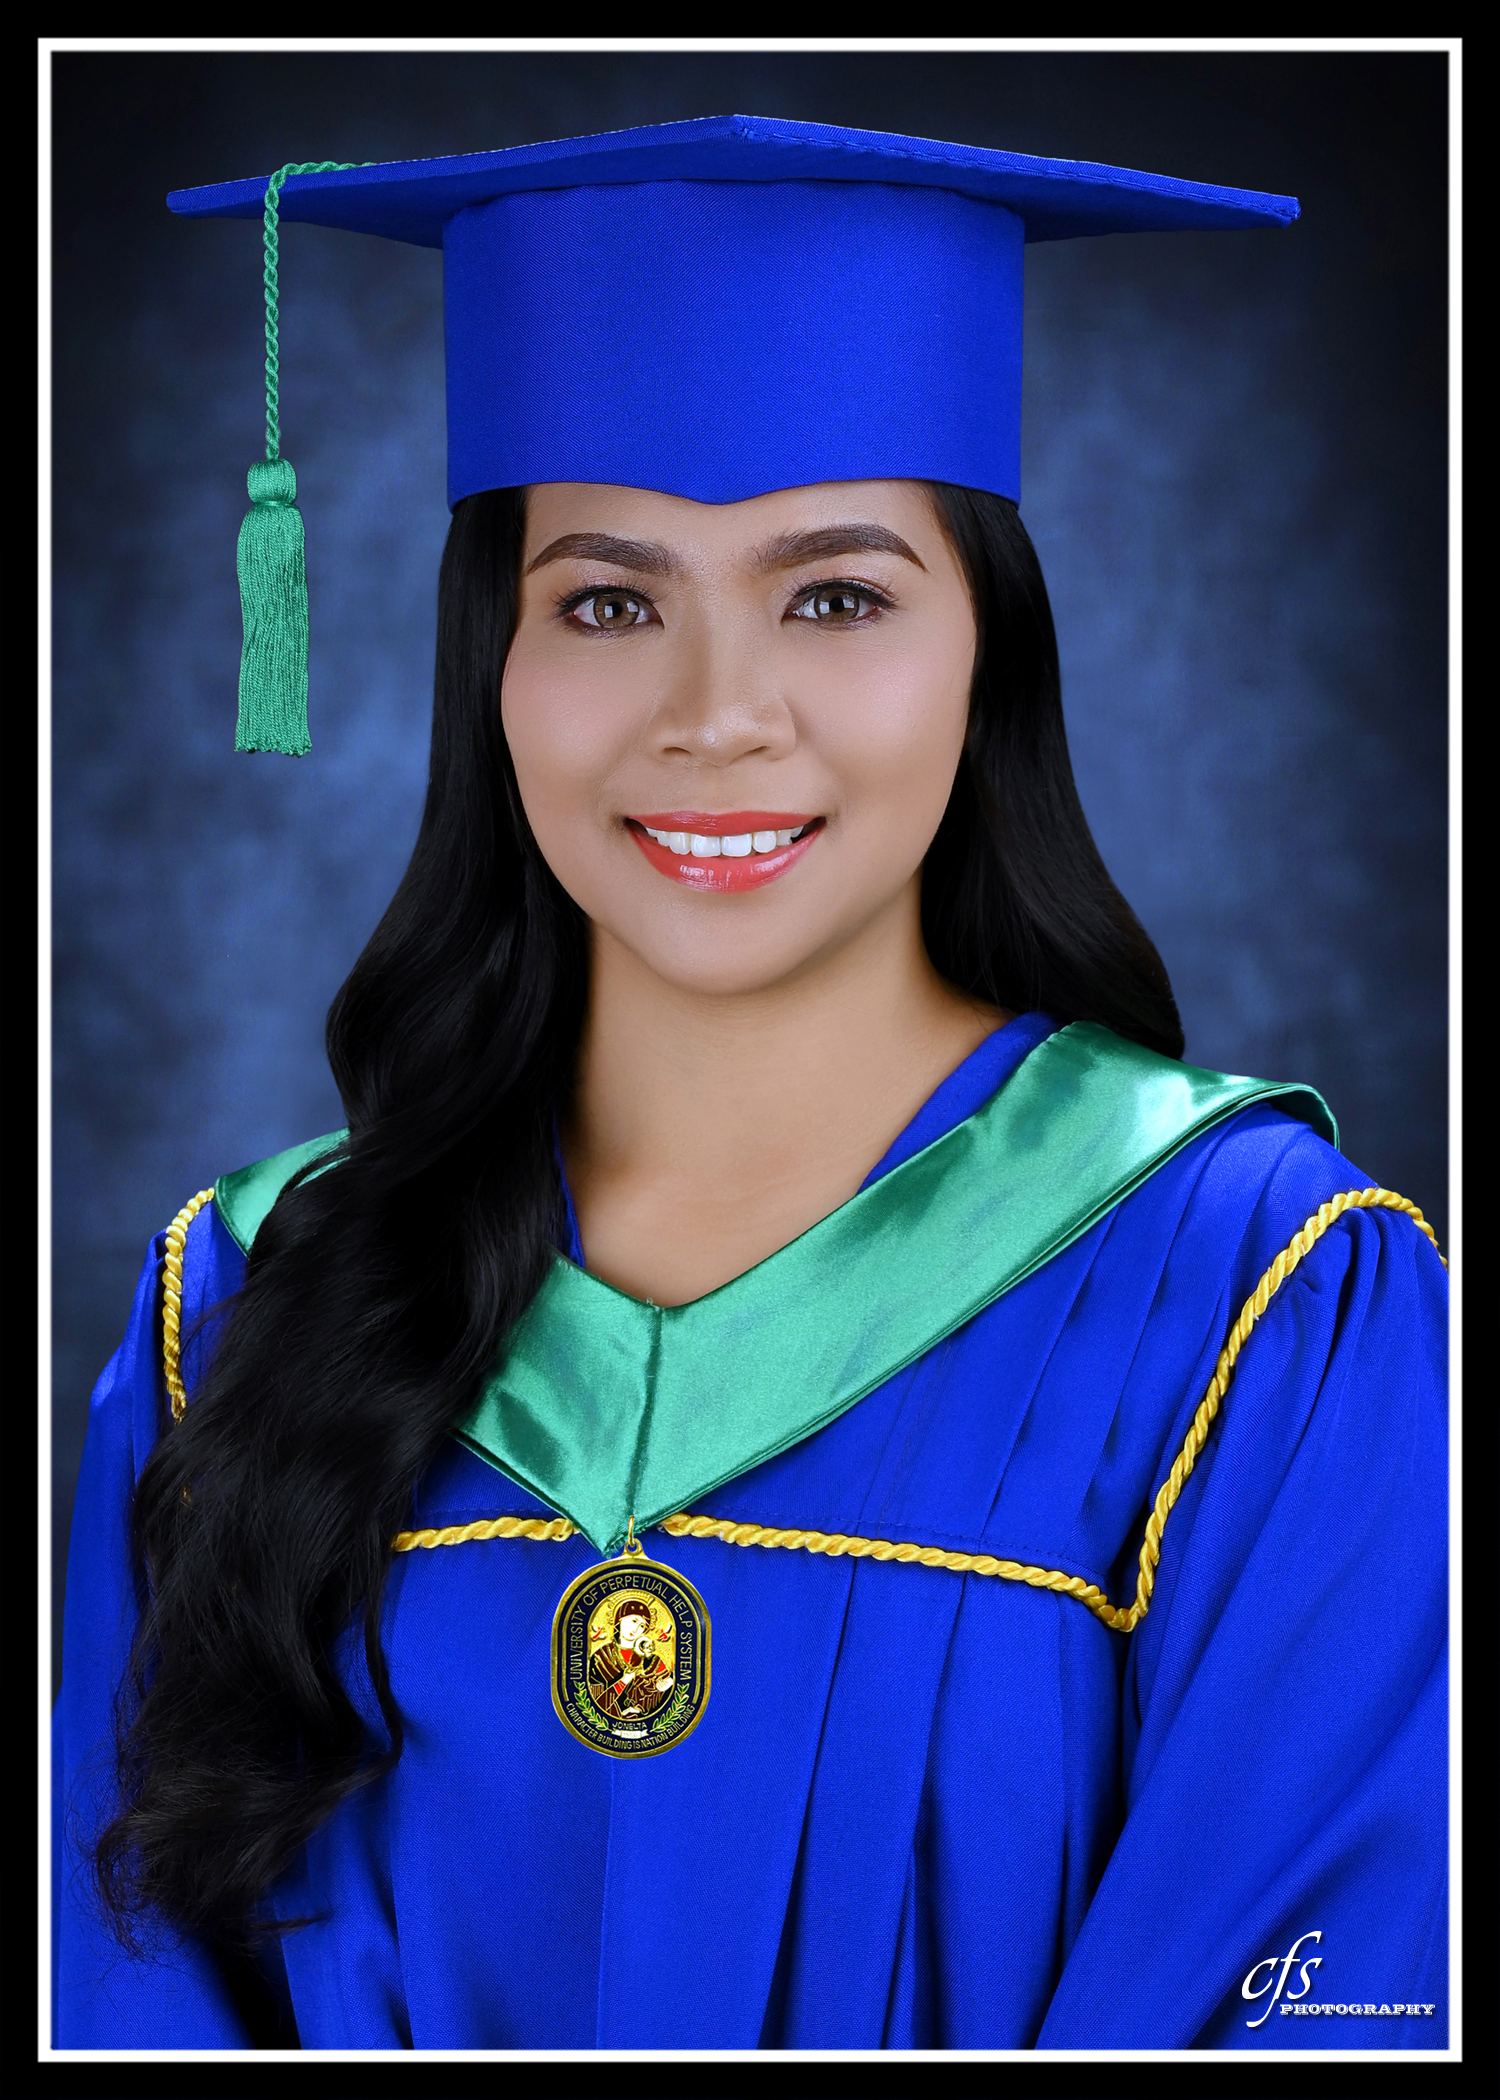 UNIVERSITY OF PERPETUAL HELP SYSTEM
JONELTA
CHARACTER BUILDING IS NATION BUILDING
cfs
PHOTOGRAPHY